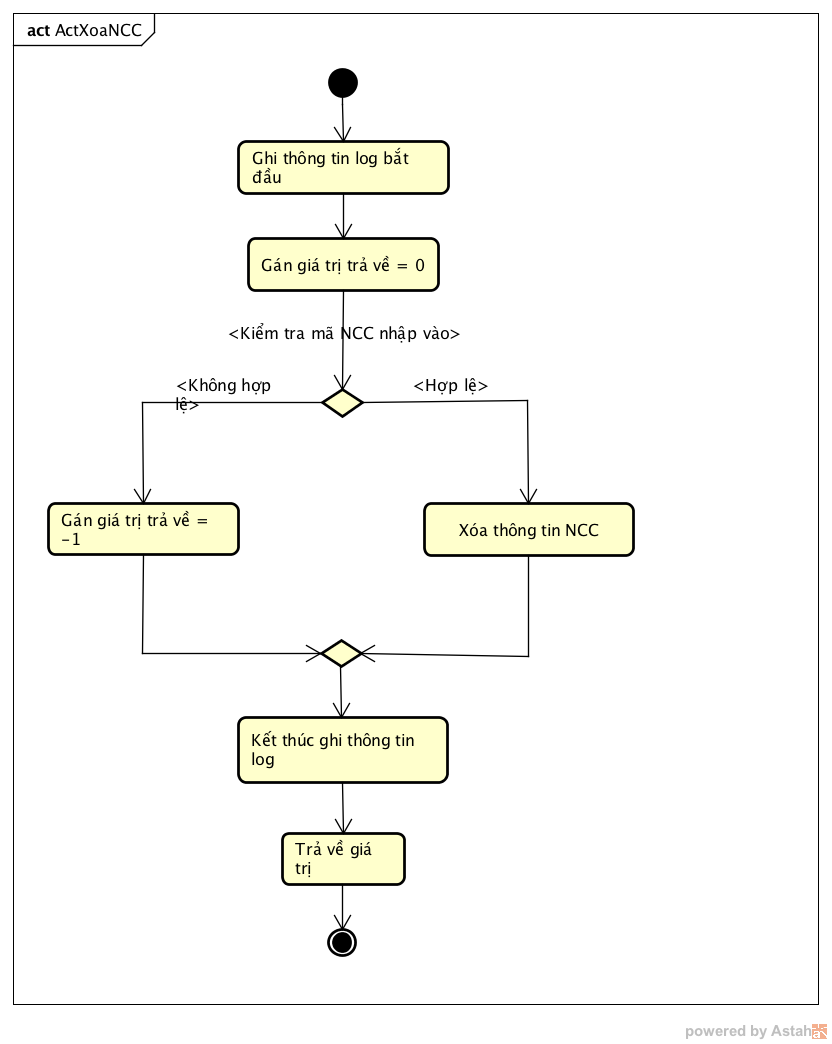 act ActXoaNCC
Ghi thông tin log bắt
đầu
Gán giá trị trả về = 0
<Kiểm tra mã NCC nhập vào>
<Không hợp
lệ>
<Hợp lệ>
Gán giá trị trả về =
-1
Xóa thông tin NCC
Kết thúc ghi thông tin
log
Trả về giá
trị
powered by Astah